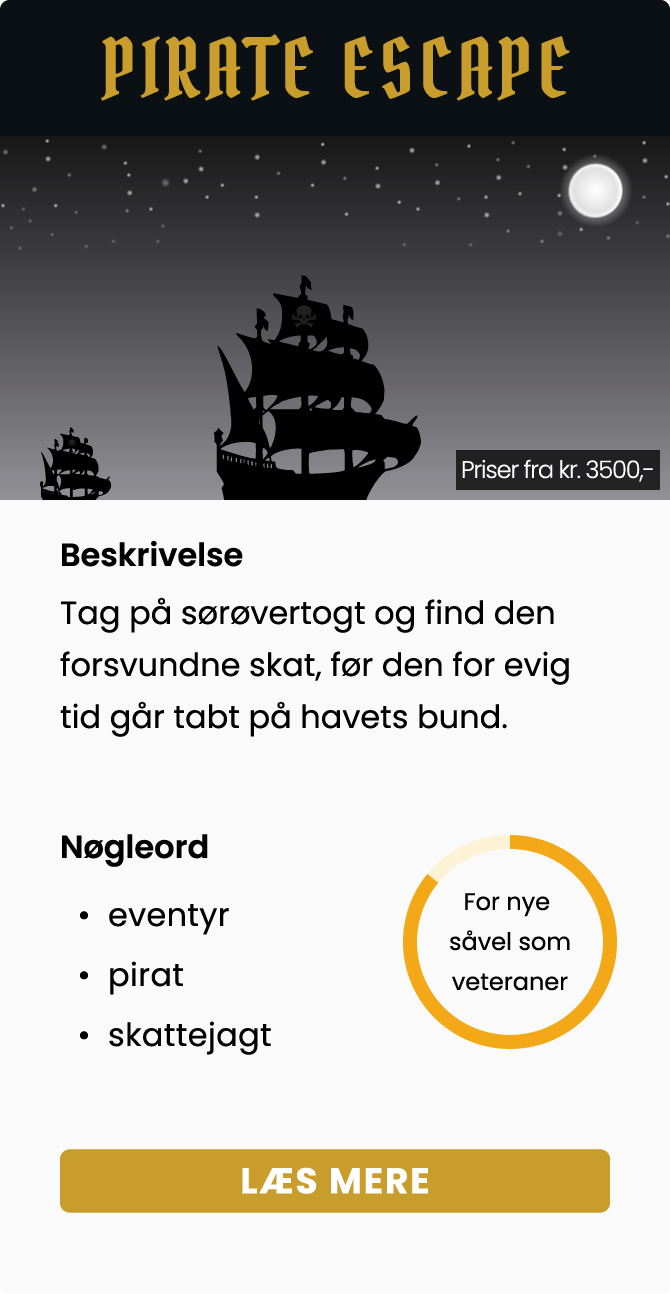 PIRATE ESCAPE
Priser fra kr. 3500,-
Beskrivelse
Tag på sørøvertogt og find den
forsvundne skat, før den for evig
tid går tabt på havets bund.
Nøgleord
• eventyr
• pirat
• skattejagt
For nye
såvel som
veteraner
LÆS MERE